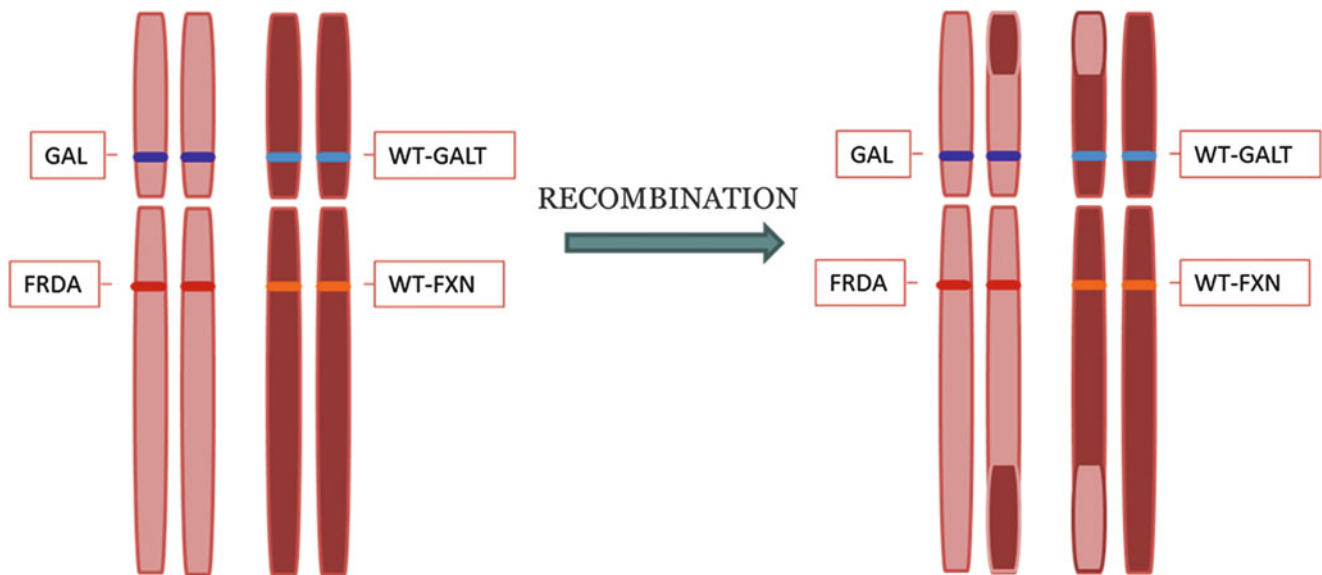 GAL
WT-GALT
FRDA
WT-FXN
RECOMBINATION
GAL
WT-GALT
FRDA
WT-FXN